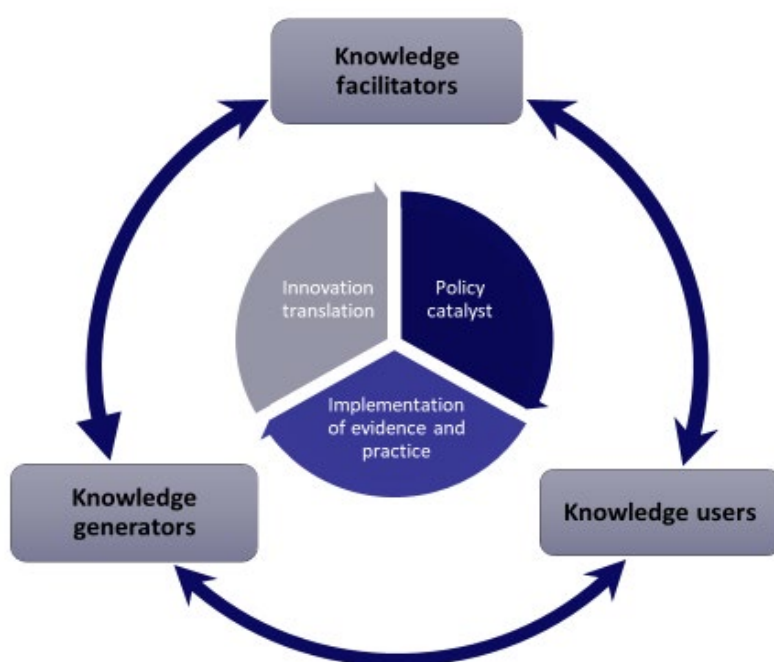 Knowledge
facilitators
Innovation
translation
Policy
catalyst
Implementation
of evidence and
practice
Knowledge
generators
Knowledge users